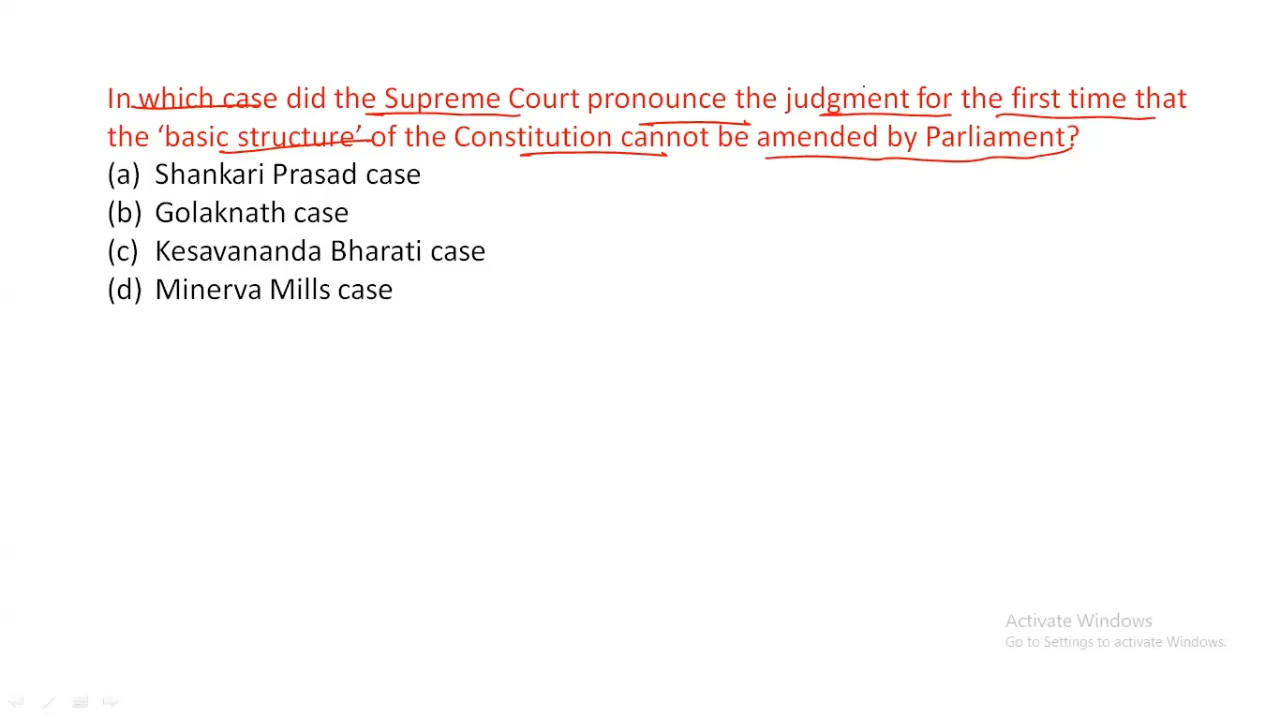 In which case did the Supreme Court pronounce the judgment for the first time that
the ‘basic structure’ of the Constitution cannot be amended by Parliament?
(a) Shankari Prasad case
(b) Golaknath case
(c) Kesavananda Bharati case
(d) Minerva Mills case
Activate Windows
Go to Settings to activate Windows.